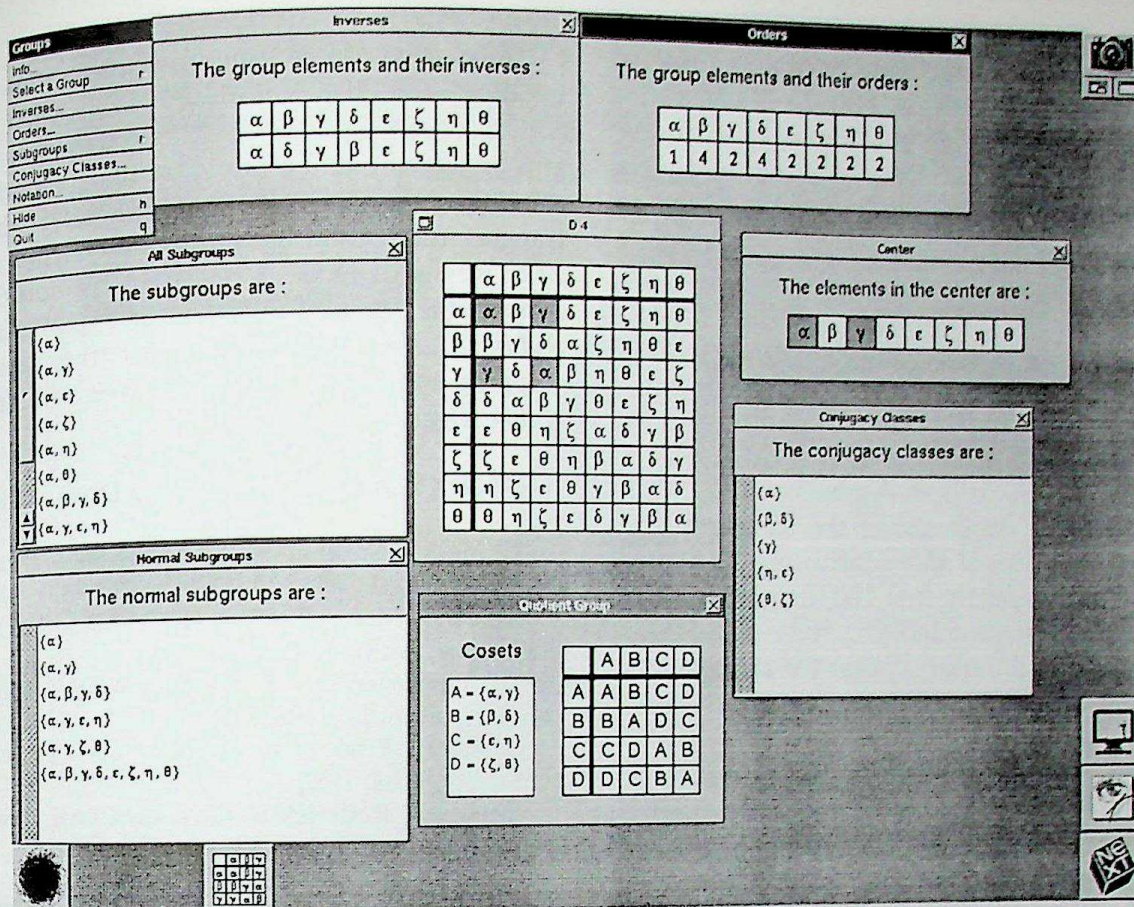 Groups
Info...
Select a Group r
Inverses...
Orders...
Subgroups r
Conjugacy Classes...
Notation...
Hide h
Quit q
Inverses
The group elements and their inverses :
α β γ δ ε ζ η θ
α δ γ β ε ζ η θ
Orders
The group elements and their orders :
α β γ δ ε ζ η θ
1 4 2 4 2 2 2 2
All Subgroups
The subgroups are :
{α}
{α, γ}
{α, ε}
{α, ζ}
{α, η}
{α, θ}
{α, β, γ, δ}
{α, γ, ε, η}
D4
α β γ δ ε ζ η θ
α α β γ δ ε ζ η θ
β β γ δ α ζ η θ ε
γ γ δ α β η θ ε ζ
δ δ α β γ θ ε ζ η
ε ε θ η ζ α δ γ β
ζ ζ ε θ η β α δ γ
η η ζ ε θ γ β α δ
θ θ η ζ ε δ γ β α
Center
The elements in the center are :
α β γ δ ε ζ η θ
Conjugacy Classes
The conjugacy classes are :
{α}
{β, δ}
{γ}
{η, ε}
{θ, ζ}
Normal Subgroups
The normal subgroups are :
{α}
{α, γ}
{α, β, γ, δ}
{α, γ, ε, η}
{α, γ, ζ, θ}
{α, β, γ, δ, ε, ζ, η, θ}
Quotient Group
Cosets
A = {α, γ}
B = {β, δ}
C = {ε, η}
D = {ζ, θ}
A B C D
A A B C D
B B A D C
C C D A B
D D C B A
α β γ
α α β γ
β β γ α
γ γ α β
NeXT